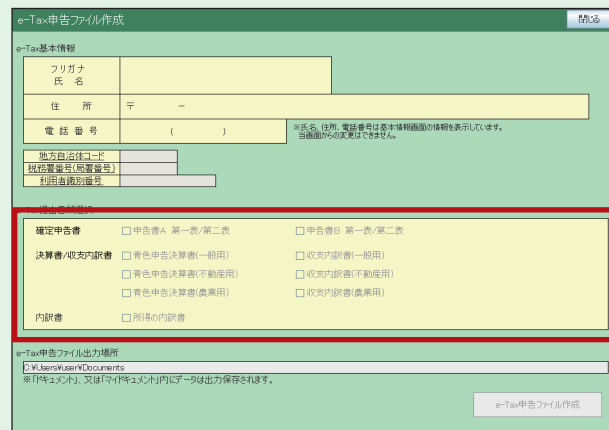 e-Tax申告ファイル作成
閉じる
e-Tax基本情報
フリガナ
氏 名
住 所 〒 －
電 話 番 号 ( )
※氏名、住所、電話番号は基本情報画面の情報を表示しています。
当画面からの変更はできません。
地方自治体コード
税務署番号(局署番号)
利用者識別番号
確定申告書 申告書A 第一表/第二表 申告書B 第一表/第二表
決算書/収支内訳書 青色申告決算書(一般用) 収支内訳書(一般用)
青色申告決算書(不動産用) 収支内訳書(不動産用)
青色申告決算書(農業用) 収支内訳書(農業用)
内訳書 所得の内訳書
e-Tax申告ファイル出力場所
C:¥Users¥user¥Documents
※「ドキュメント」、又は「マイドキュメント」内にデータは出力保存されます。
e-Tax申告ファイル作成